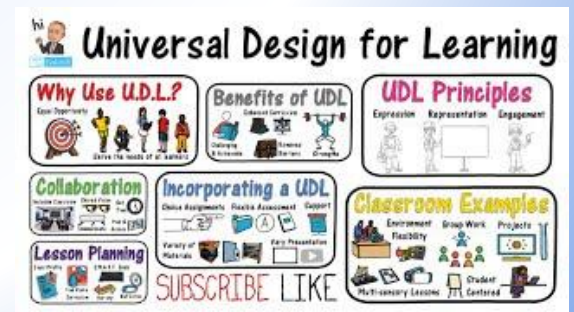 hi
Universal Design for Learning
Why Use U.D.L.?
Equal Opportunity
Serve the needs of all learners
Benefits of UDL
Enhanced Curriculum
Challenging & Actionable
Removes Barriers
Strengths
UDL Principles
Expression Representation Engagement
Collaboration
Inclusive Classroom
Incorporating a UDL
Choice Assignments Flexible Assessment Support
Variety of Materials
Vary Presentation
Classroom Examples
Environment Flexibility
Group Work
Projects
Multi-sensory Lessons
Student Centered
Lesson Planning
SUBSCRIBE LIKE